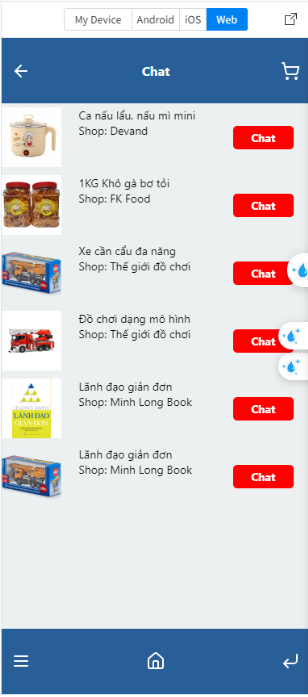 My Device Android iOS Web
Chat
Ca nấu lẩu, nấu mì mini
Shop: Devand
Chat
1KG Khô gà bơ tỏi
Shop: FK Food
Chat
Xe cần cẩu đa năng
Shop: Thế giới đồ chơi
Chat
Đồ chơi dạng mô hình
Shop: Thế giới đồ chơi
Chat
Lãnh đạo giản đơn
Shop: Minh Long Book
Chat
LEADING SIMPLE
LÃNH ĐẠO
GIẢN ĐƠN
Lãnh đạo giản đơn
Shop: Minh Long Book
Chat